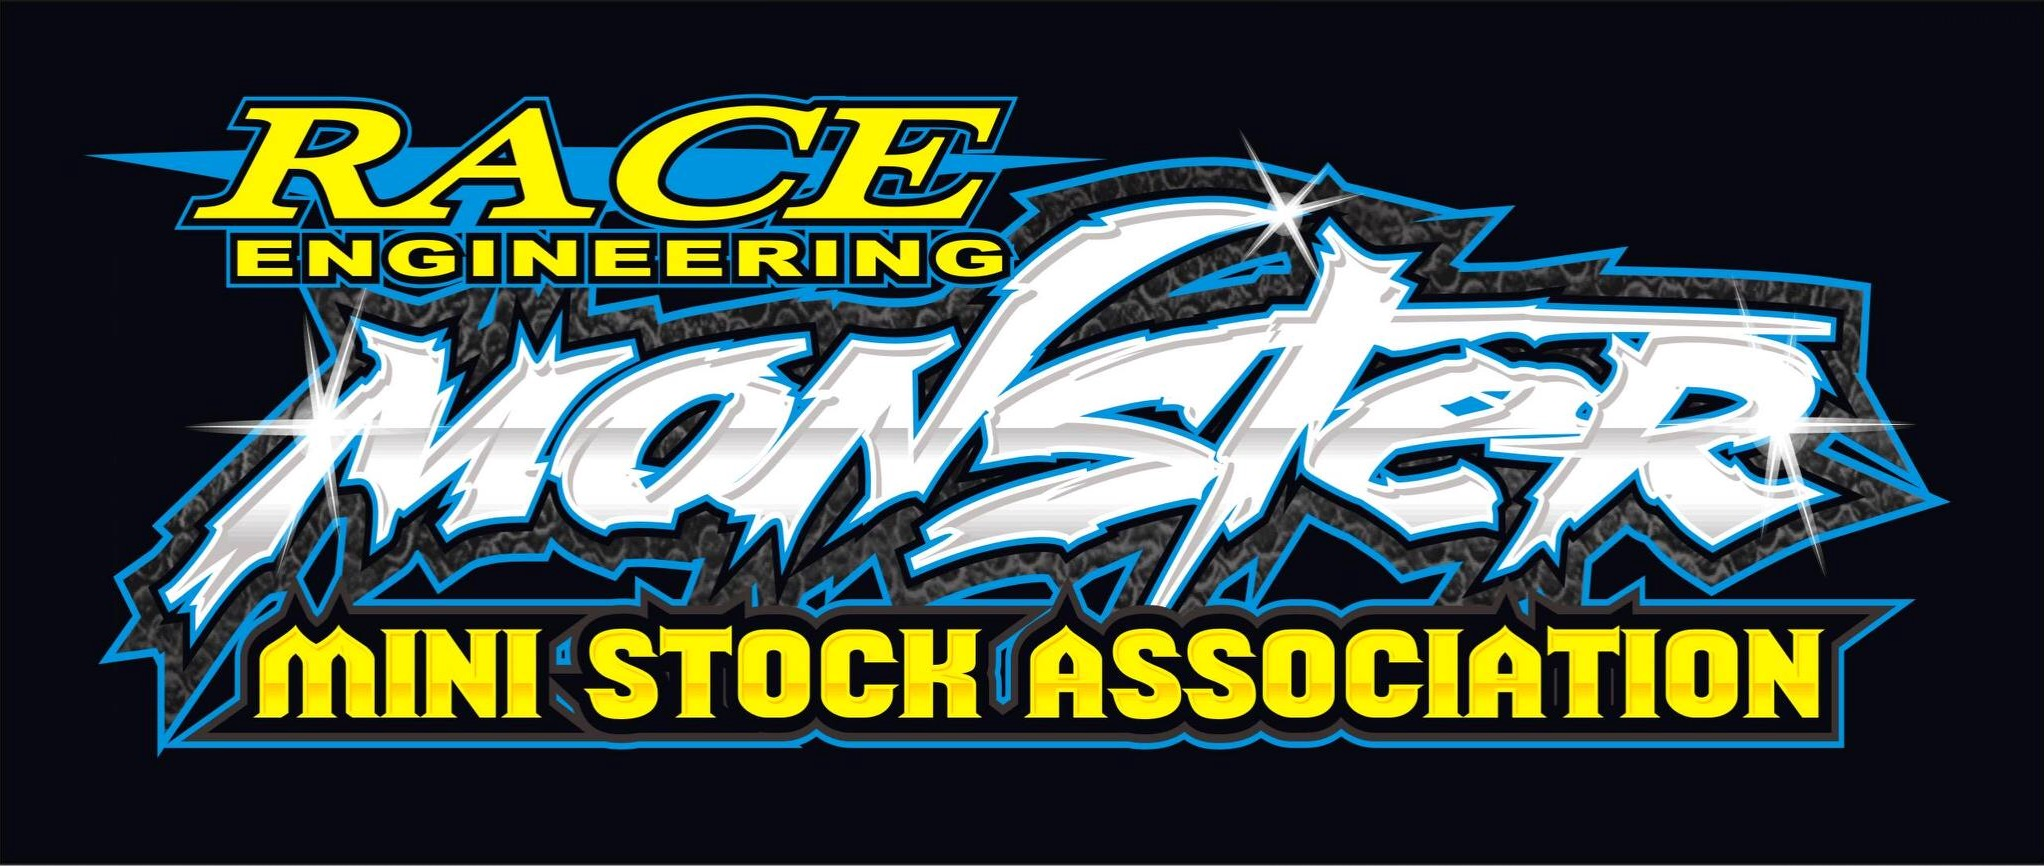 RACE
ENGINEERING
MONSTER
MINI STOCK ASSOCIATION